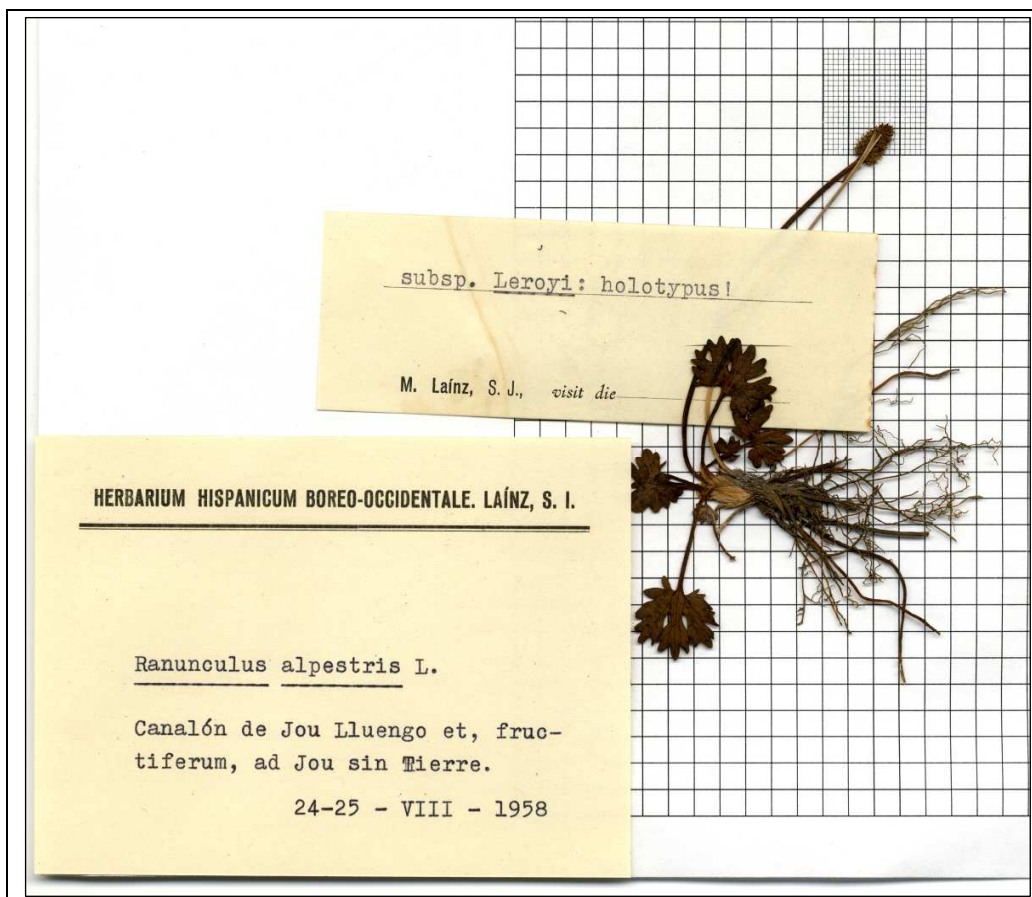 subsp. Leroyi: holotypus!
M. Laínz, S. J., visit die
HERBARIUM HISPANICUM BOREO-OCCIDENTALE. LAÍNZ, S. I.
Ranunculus alpestris L.
Canalón de Jou Lluengo et, fruc-
tiferum, ad Jou sin Tierre.
24-25 - VIII - 1958